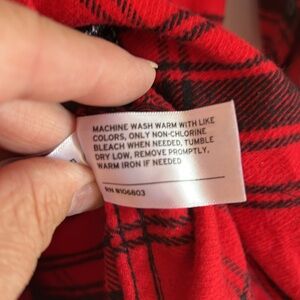 MACHINE WASH WARM WITH LIKE
COLORS, ONLY NON-CHLORINE
BLEACH WHEN NEEDED, TUMBLE
DRY LOW, REMOVE PROMPTLY,
WARM IRON IF NEEDED
RN #106803